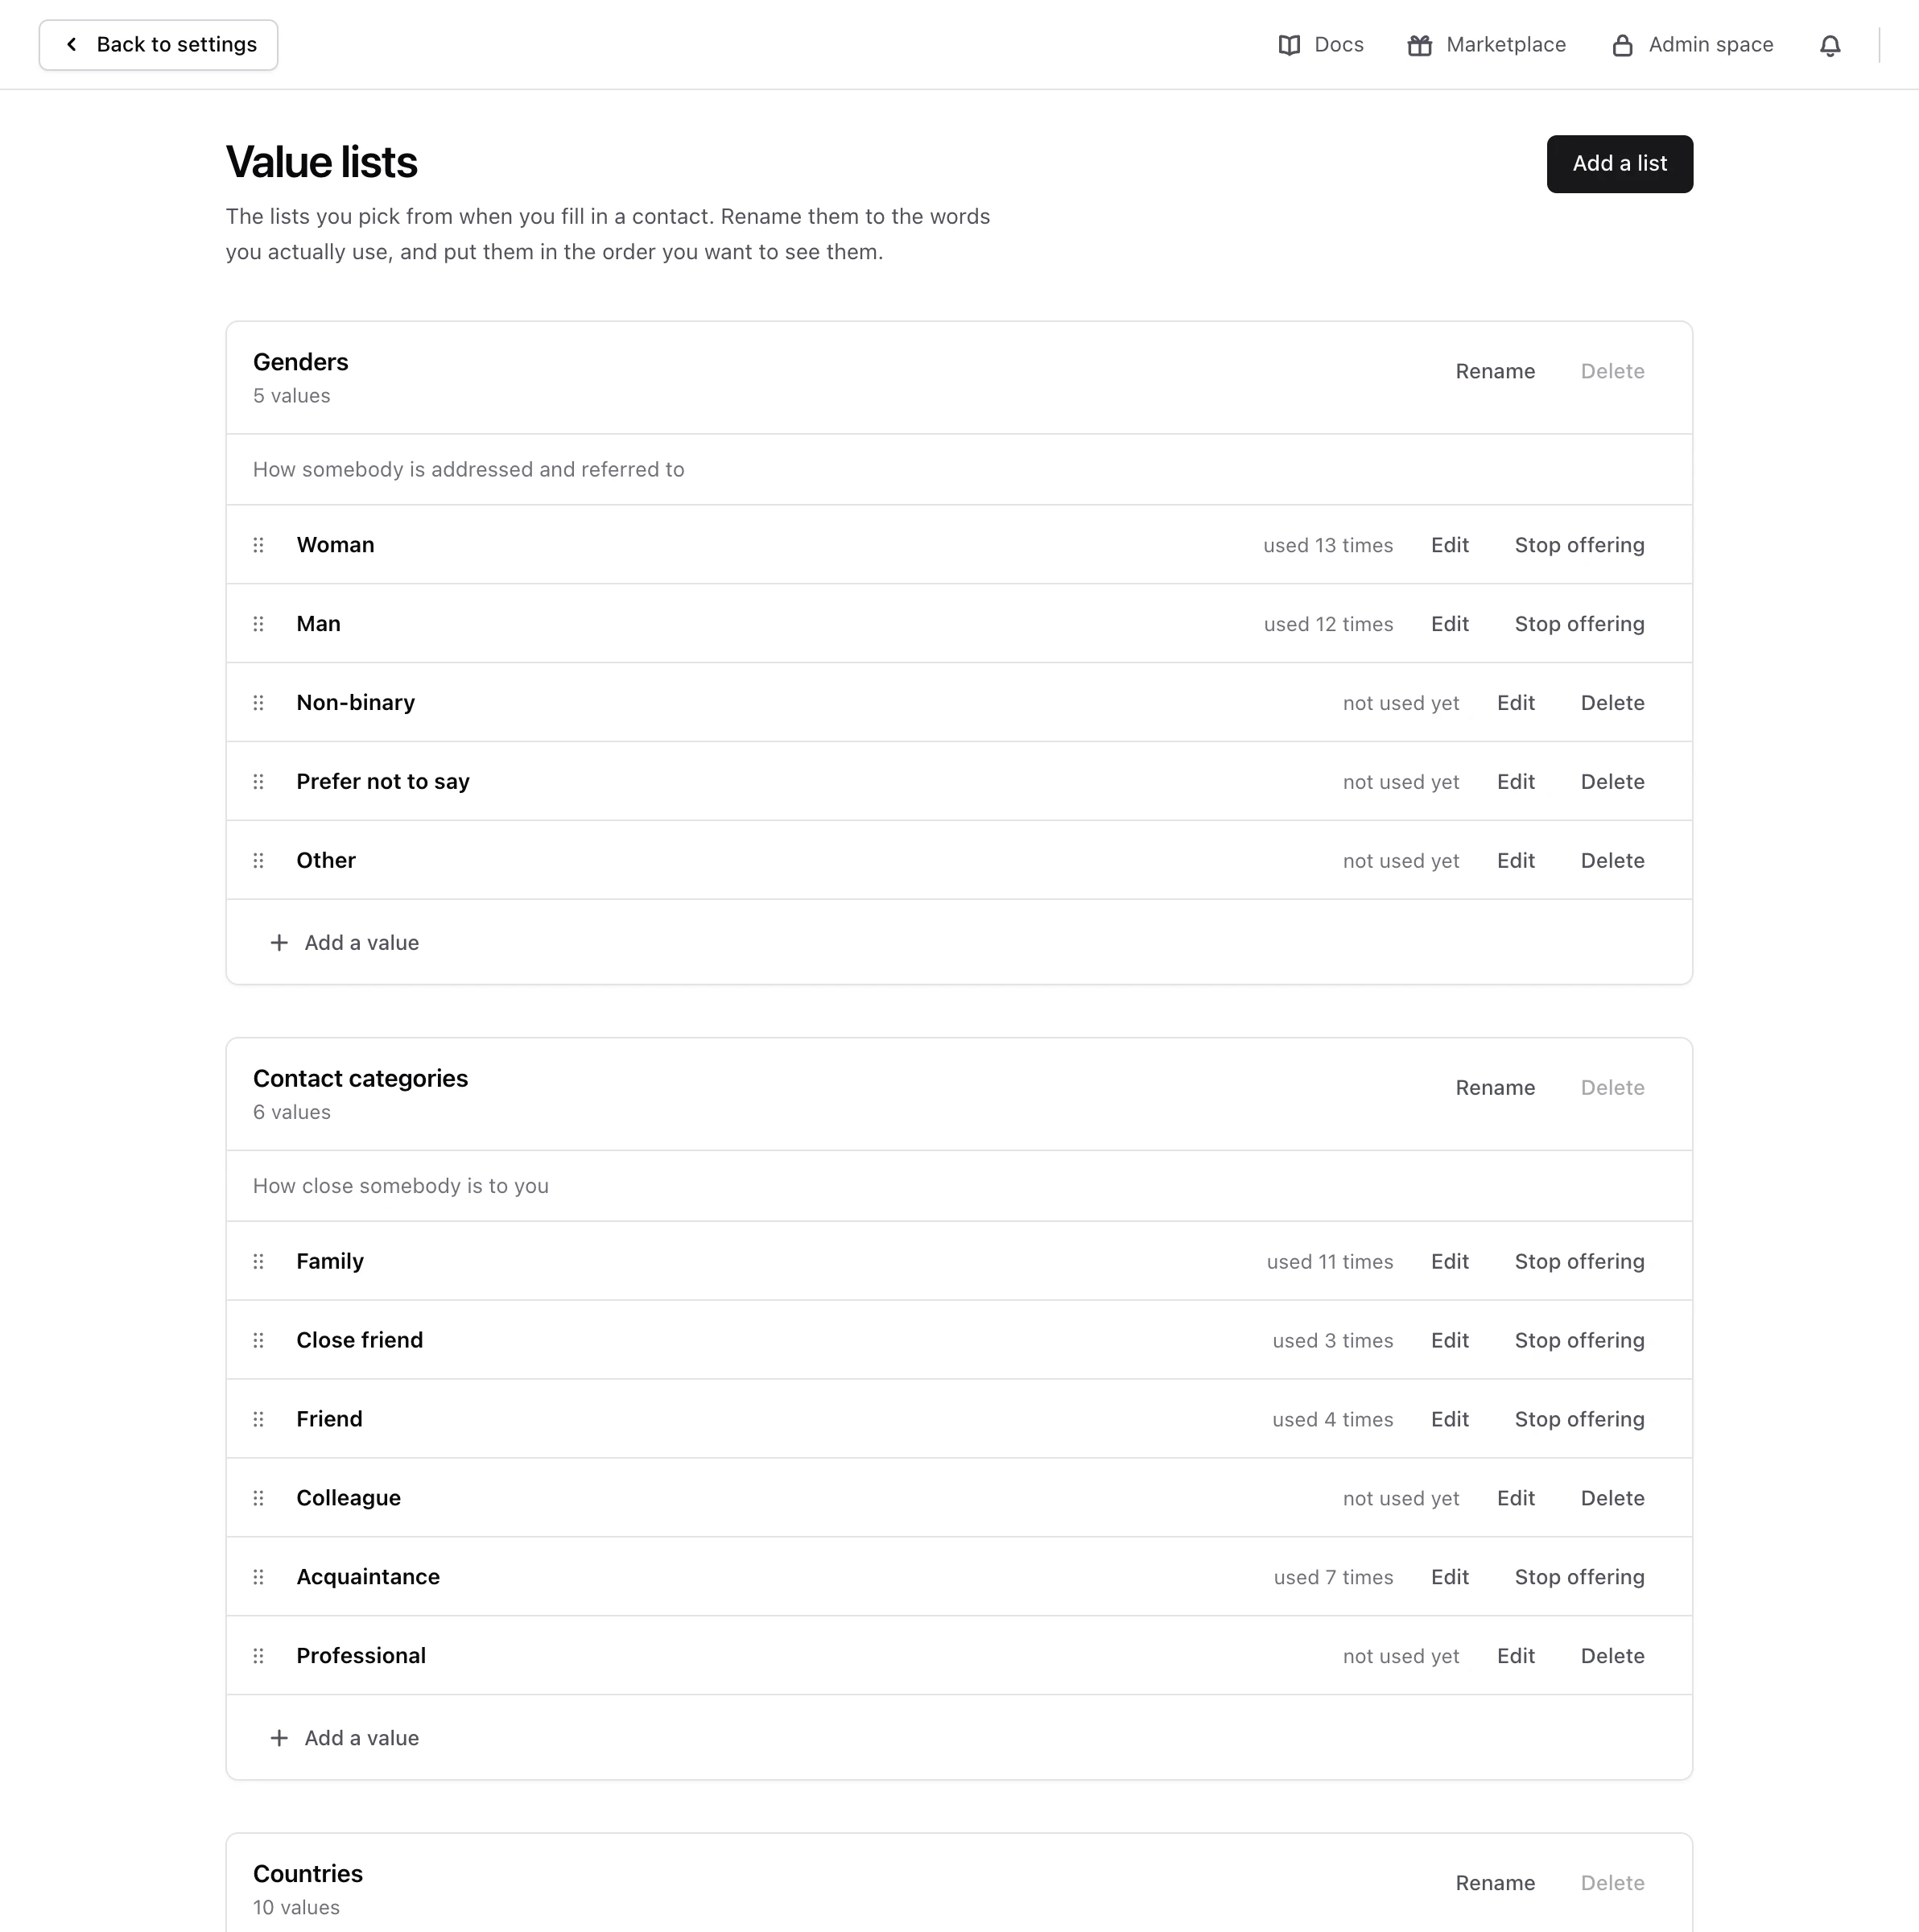 Back to settings
Docs
Marketplace
Admin space
Value lists
Add a list
The lists you pick from when you fill in a contact. Rename them to the words
you actually use, and put them in the order you want to see them.
Genders
5 values
Rename
Delete
How somebody is addressed and referred to
Woman
used 13 times
Edit
Stop offering
Man
used 12 times
Edit
Stop offering
Non-binary
not used yet
Edit
Delete
Prefer not to say
not used yet
Edit
Delete
Other
not used yet
Edit
Delete
Add a value
Contact categories
6 values
Rename
Delete
How close somebody is to you
Family
used 11 times
Edit
Stop offering
Close friend
used 3 times
Edit
Stop offering
Friend
used 4 times
Edit
Stop offering
Colleague
not used yet
Edit
Delete
Acquaintance
used 7 times
Edit
Stop offering
Professional
not used yet
Edit
Delete
Add a value
Countries
10 values
Rename
Delete